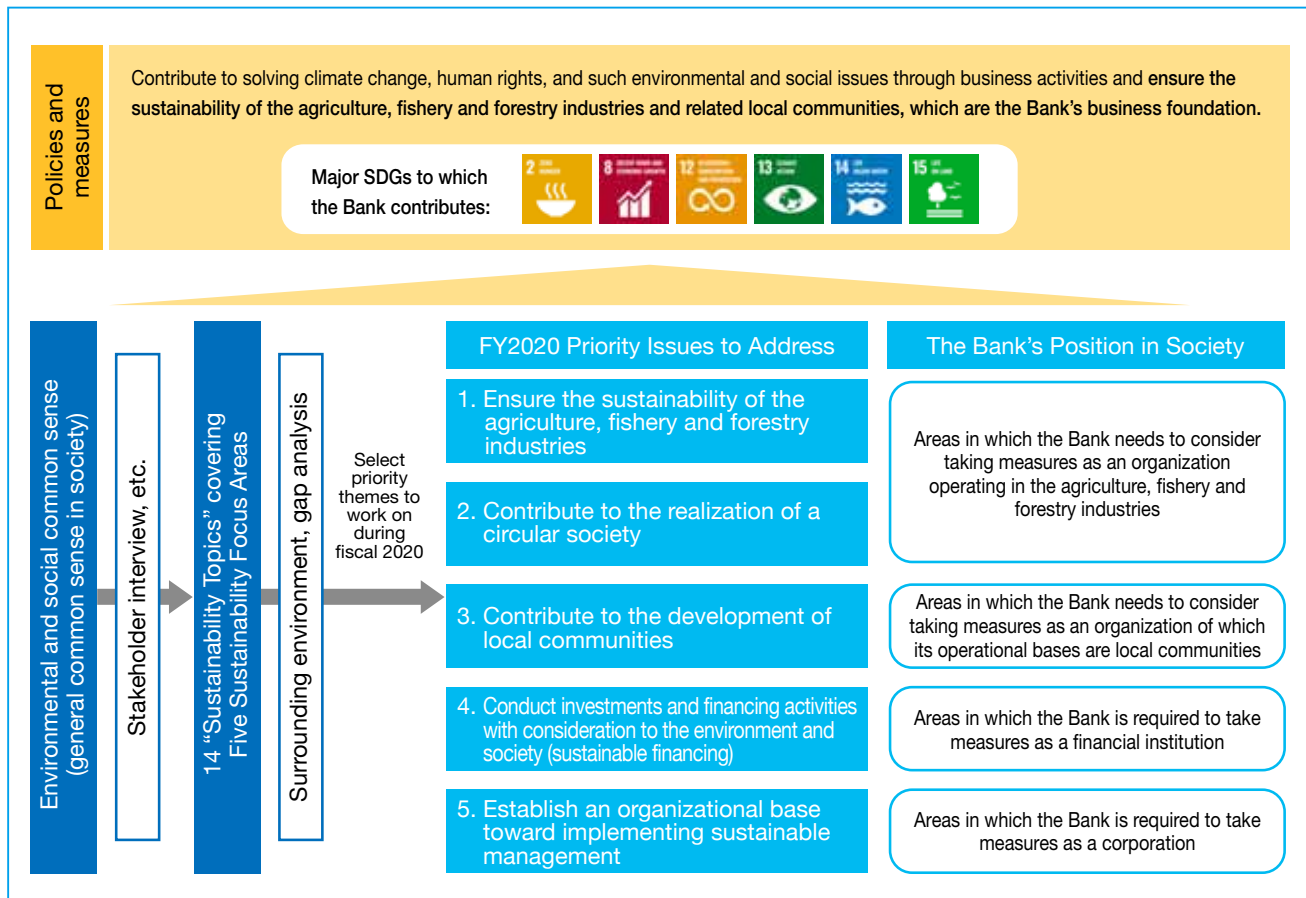 Policies and
measures
Contribute to solving climate change, human rights, and such environmental and social issues through business activities and ensure the
sustainability of the agriculture, fishery and forestry industries and related local communities, which are the Bank's business foundation.
Major SDGs to which
the Bank contributes:
2
8
12
13
14
15
Environmental and social common sense
(general common sense in society)
Stakeholder interview, etc.
14 “Sustainability Topics” covering
Five Sustainability Focus Areas
Surrounding environment, gap analysis
Select
priority
themes to
work on
during
fiscal 2020
FY2020 Priority Issues to Address
1. Ensure the sustainability of the
agriculture, fishery and forestry
industries
2. Contribute to the realization of a
circular society
3. Contribute to the development of
local communities
4. Conduct investments and financing activities
with consideration to the environment and
society (sustainable financing)
5. Establish an organizational base
toward implementing sustainable
management
The Bank's Position in Society
Areas in which the Bank needs to consider
taking measures as an organization
operating in the agriculture, fishery and
forestry industries
Areas in which the Bank needs to consider
taking measures as an organization of which
its operational bases are local communities
Areas in which the Bank is required to take
measures as a financial institution
Areas in which the Bank is required to take
measures as a corporation